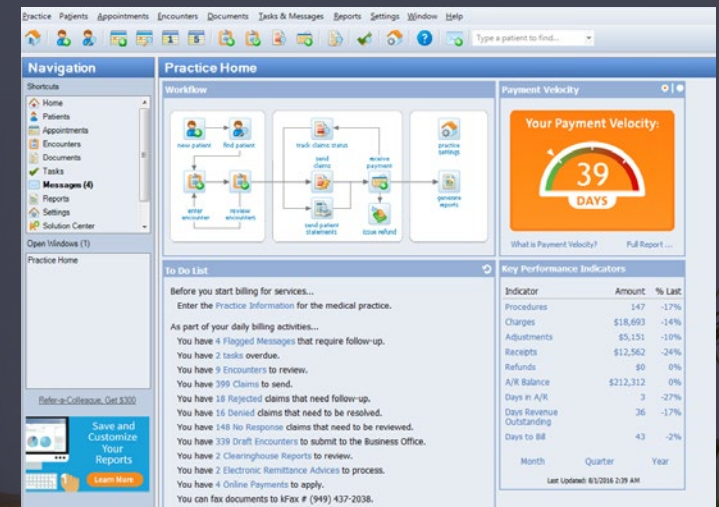 Practice Patients Appointments Encounters Documents Tasks & Messages Reports Settings Window Help
Type a patient to find...
Navigation
Shortcuts
Home
Patients
Appointments
Encounters
Documents
Tasks
Messages (4)
Reports
Settings
Solution Center
Open Windows (1)
Practice Home
Refer-a-Colleague, Get $300
Save and
Customize
Your
Reports
Learn More
Practice Home
Workflow
new patient
find patient
enter
encounter
review
encounters
track claims status
send
claims
receive
payment
send patient
statements
issue refund
practice
settings
generate
reports
Payment Velocity
Your Payment Velocity:
39
DAYS
What is Payment Velocity?
Full Report ...
To Do List
Before you start billing for services...
Enter the Practice Information for the medical practice.
As part of your daily billing activities...
You have 4 Flagged Messages that require follow-up.
You have 2 tasks overdue.
You have 9 Encounters to review.
You have 399 Claims to send.
You have 18 Rejected claims that need follow-up.
You have 16 Denied claims that need to be resolved.
You have 148 No Response claims that need to be reviewed.
You have 339 Draft Encounters to submit to the Business Office.
You have 2 Clearinghouse Reports to review.
You have 2 Electronic Remittance Advices to process.
You have 4 Online Payments to apply.
You can fax documents to kFax # (949) 437-2038.
Key Performance Indicators
Indicator Amount % Last
Procedures 147 -17%
Charges $18,693 -14%
Adjustments $5,151 -10%
Receipts $12,562 -24%
Refunds $0 0%
A/R Balance $212,312 0%
Days in A/R 3 -27%
Days Revenue 36 -17%
Outstanding
Days to Bill 43 -2%
Month Quarter Year
Last Updated: 8/1/2016 2:39 AM